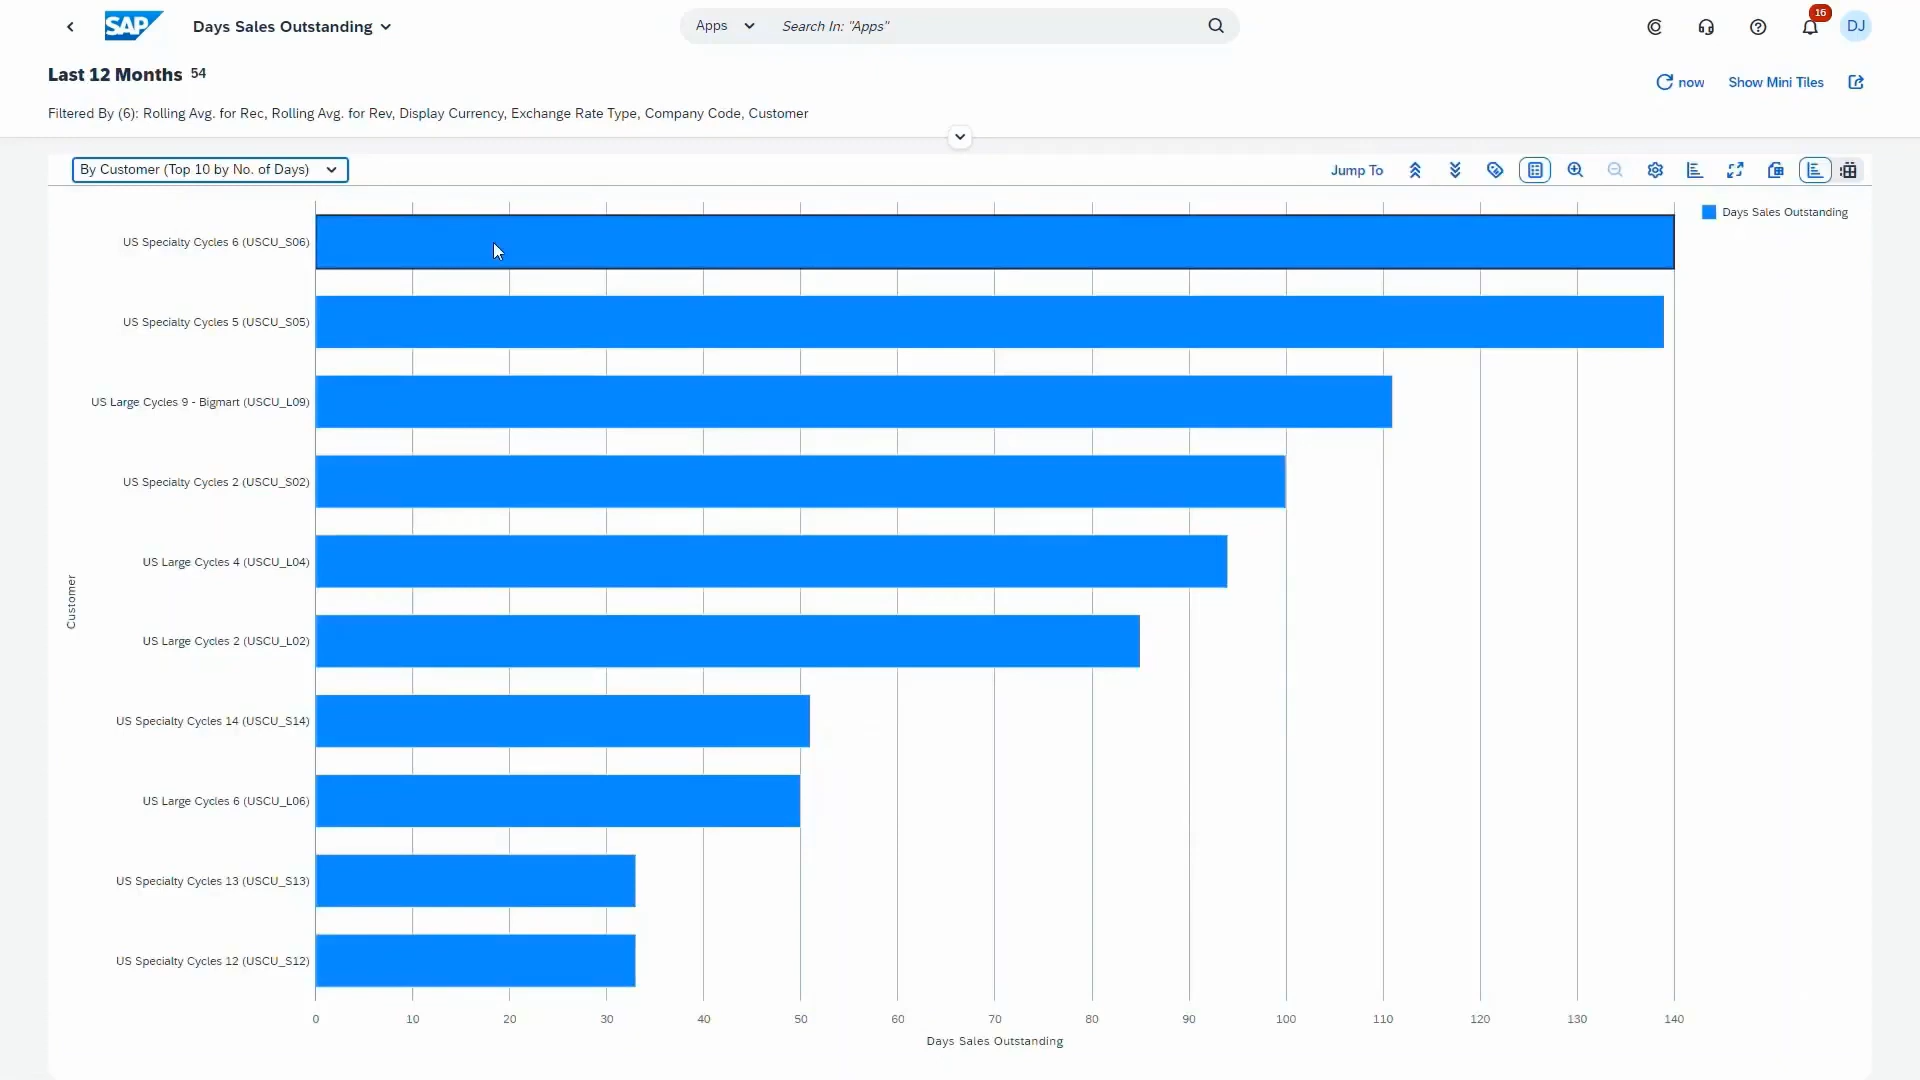 SAP
Days Sales Outstanding
Apps
Search In: "Apps"
16
DJ
Last 12 Months 54
now
Show Mini Tiles
Filtered By (6): Rolling Avg. for Rec, Rolling Avg. for Rev, Display Currency, Exchange Rate Type, Company Code, Customer
By Customer (Top 10 by No. of Days)
Jump To
Days Sales Outstanding
US Specialty Cycles 6 (USCU_S06)
US Specialty Cycles 5 (USCU_S05)
US Large Cycles 9 - Bigmart (USCU_L09)
US Specialty Cycles 2 (USCU_S02)
US Large Cycles 4 (USCU_L04)
US Large Cycles 2 (USCU_L02)
US Specialty Cycles 14 (USCU_S14)
US Large Cycles 6 (USCU_L06)
US Specialty Cycles 13 (USCU_S13)
US Specialty Cycles 12 (USCU_S12)
Customer
0 10 20 30 40 50 60 70 80 90 100 110 120 130 140
Days Sales Outstanding